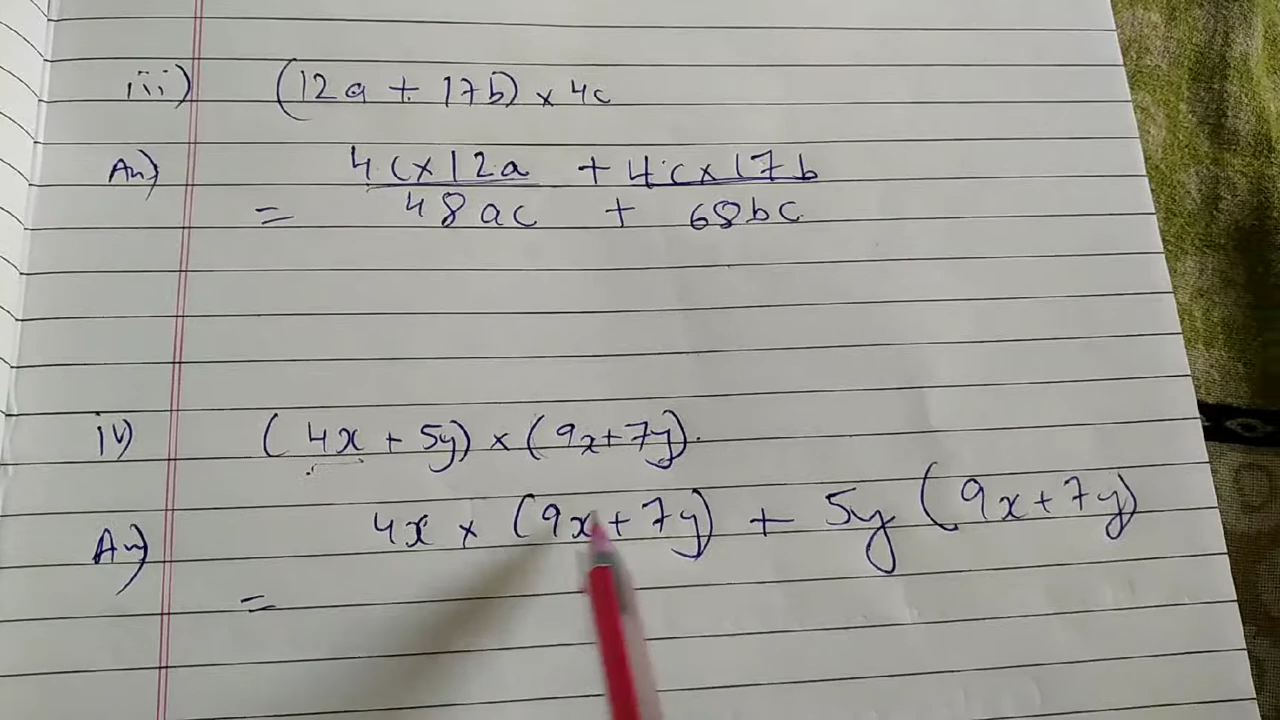 iii) (12a + 17b) × 4c
An) 4c×12a + 4c×17b
= 48ac + 68bc
iv) (4x + 5y) × (9x+7y).
An) 4x × (9x+7y) + 5y (9x+7y)
=